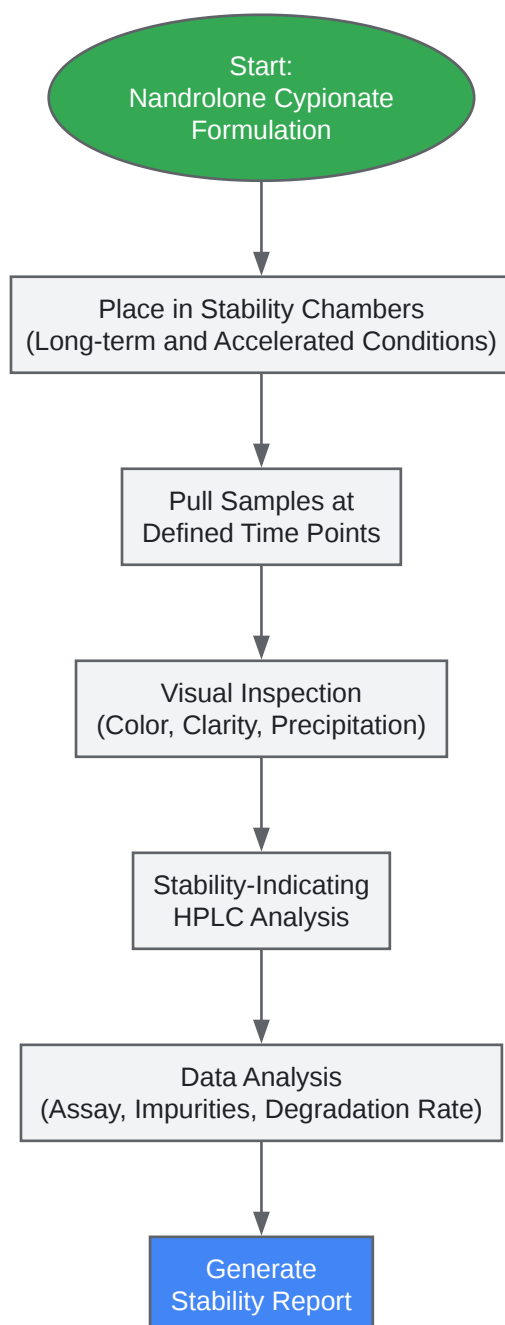 Start:
Nandrolone Cypionate
Formulation
Place in Stability Chambers
(Long-term and Accelerated Conditions)
Pull Samples at
Defined Time Points
Visual Inspection
(Color, Clarity, Precipitation)
Stability-Indicating
HPLC Analysis
Data Analysis
(Assay, Impurities, Degradation Rate)
Generate
Stability Report